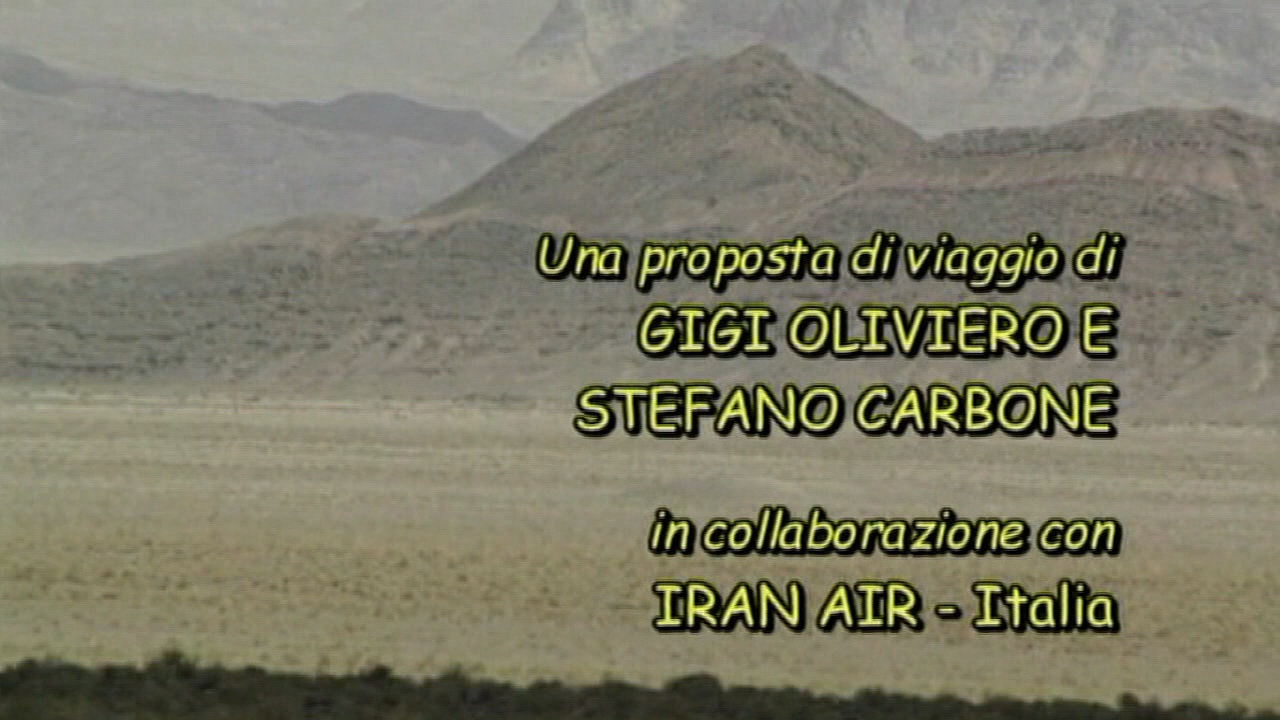 Una proposta di viaggio di
GIGI OLIVIERO E
STEFANO CARBONE
in collaborazione con
IRAN AIR - Italia